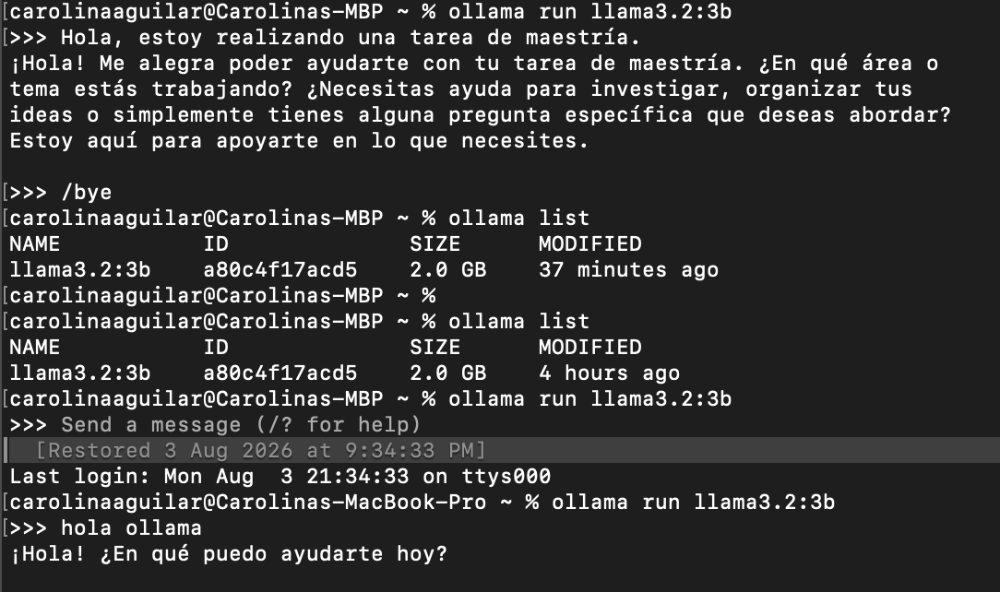 [carolinaaguilar@Carolinas-MBP ~ % ollama run llama3.2:3b
[>>> Hola, estoy realizando una tarea de maestría.
¡Hola! Me alegra poder ayudarte con tu tarea de maestría. ¿En qué área o
tema estás trabajando? ¿Necesitas ayuda para investigar, organizar tus
ideas o simplemente tienes alguna pregunta específica que deseas abordar?
Estoy aquí para apoyarte en lo que necesites.
[>>> /bye
[carolinaaguilar@Carolinas-MBP ~ % ollama list
NAME ID SIZE MODIFIED
llama3.2:3b a80c4f17acd5 2.0 GB 37 minutes ago
[carolinaaguilar@Carolinas-MBP ~ %
[carolinaaguilar@Carolinas-MBP ~ % ollama list
NAME ID SIZE MODIFIED
llama3.2:3b a80c4f17acd5 2.0 GB 4 hours ago
[carolinaaguilar@Carolinas-MBP ~ % ollama run llama3.2:3b
>>> Send a message (/? for help)
[Restored 3 Aug 2026 at 9:34:33 PM]
Last login: Mon Aug 3 21:34:33 on ttys000
[carolinaaguilar@Carolinas-MacBook-Pro ~ % ollama run llama3.2:3b
[>>> hola ollama
¡Hola! ¿En qué puedo ayudarte hoy?